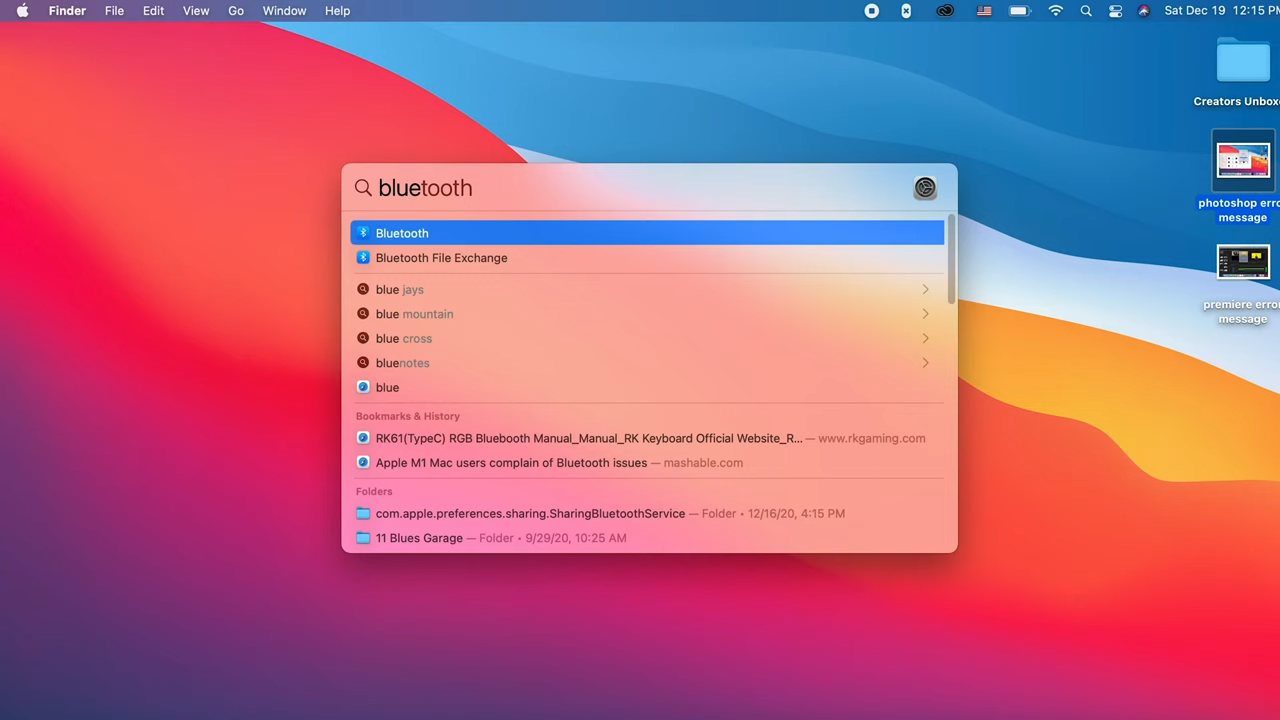 Finder File Edit View Go Window Help Sat Dec 19 12:15 PM
Creators Unbox
photoshop erro
message
premiere error
message
bluetooth
Bluetooth
Bluetooth File Exchange
blue jays
blue mountain
blue cross
bluenotes
blue
Bookmarks & History
RK61(TypeC) RGB Bluebooth Manual_Manual_RK Keyboard Official Website_R... — www.rkgaming.com
Apple M1 Mac users complain of Bluetooth issues — mashable.com
Folders
com.apple.preferences.sharing.SharingBluetoothService — Folder • 12/16/20, 4:15 PM
11 Blues Garage — Folder • 9/29/20, 10:25 AM